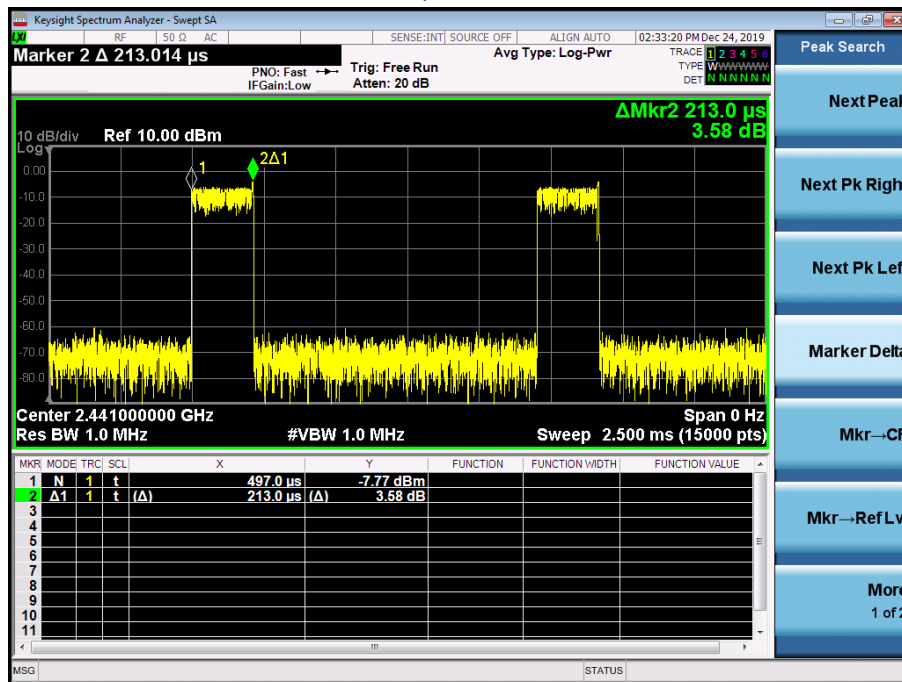 Keysight Spectrum Analyzer - Swept SA
LXI RF 50 Ω AC SENSE:INT SOURCE OFF ALIGN AUTO 02:33:20 PM Dec 24, 2019
Marker 2 Δ 213.014 µs
PNO: Fast
IFGain:Low
Trig: Free Run
Atten: 20 dB
Avg Type: Log-Pwr
TRACE 1 2 3 4 5 6
TYPE W W W W W W
DET N N N N N N
ΔMkr2 213.0 µs
3.58 dB
10 dB/div Ref 10.00 dBm
Log
1
2Δ1
0.00
-10.0
-20.0
-30.0
-40.0
-50.0
-60.0
-70.0
-80.0
Center 2.441000000 GHz Span 0 Hz
Res BW 1.0 MHz #VBW 1.0 MHz Sweep 2.500 ms (15000 pts)
MKR MODE TRC SCL X Y FUNCTION FUNCTION WIDTH FUNCTION VALUE
1 N 1 t 497.0 µs -7.77 dBm
2 Δ1 1 t (Δ) 213.0 µs (Δ) 3.58 dB
3
4
5
6
7
8
9
10
11
MSG STATUS
Peak Search
Next Peak
Next Pk Righ
Next Pk Lef
Marker Delta
Mkr→CF
Mkr→RefLv
More
1 of 2